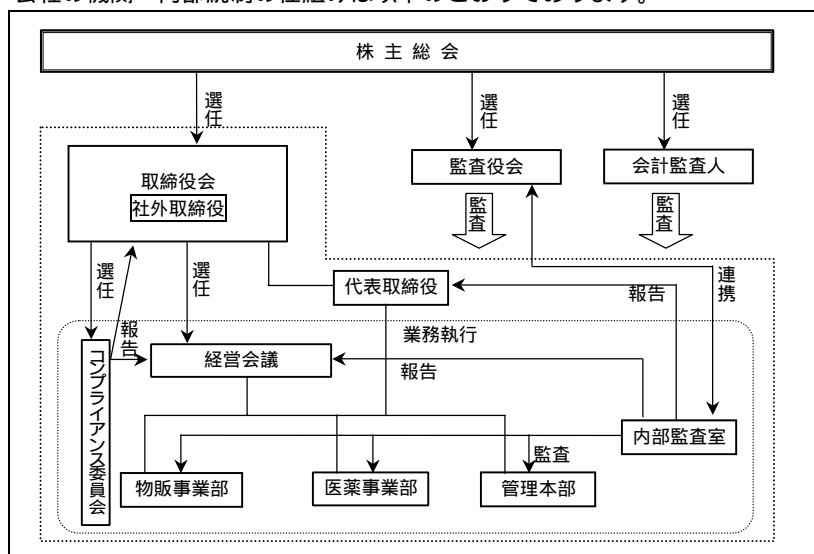 会社の機関・内部統制の仕組みは以下のとおりであります。
株主総会
選任
選任
選任
取締役会
社外取締役
監査役会
会計監査人
監査
監査
選任
選任
代表取締役
報告
連携
報告
業務執行
経営会議
報告
コンプライアンス委員会
内部監査室
監査
物販事業部
医薬事業部
管理本部